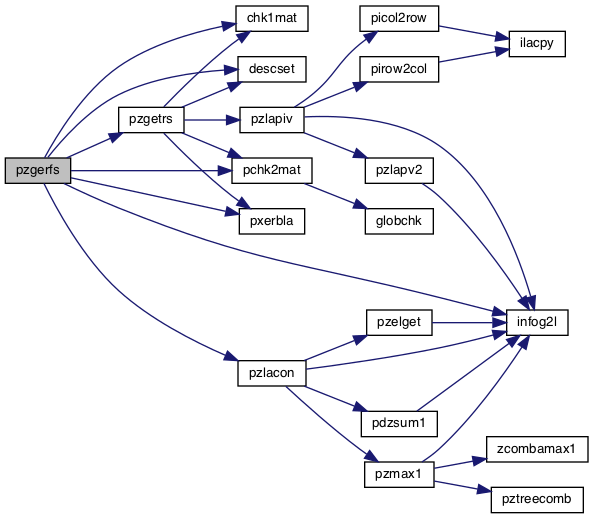 chk1mat
picol2row
ilacpy
descset
pirow2col
pzgetrs
pzlapiv
pzgerfs
pchk2mat
pzlapv2
pxerbla
globchk
pzelget
infog2l
pzlacon
pdzsum1
zcombamax1
pzmax1
pztreecomb